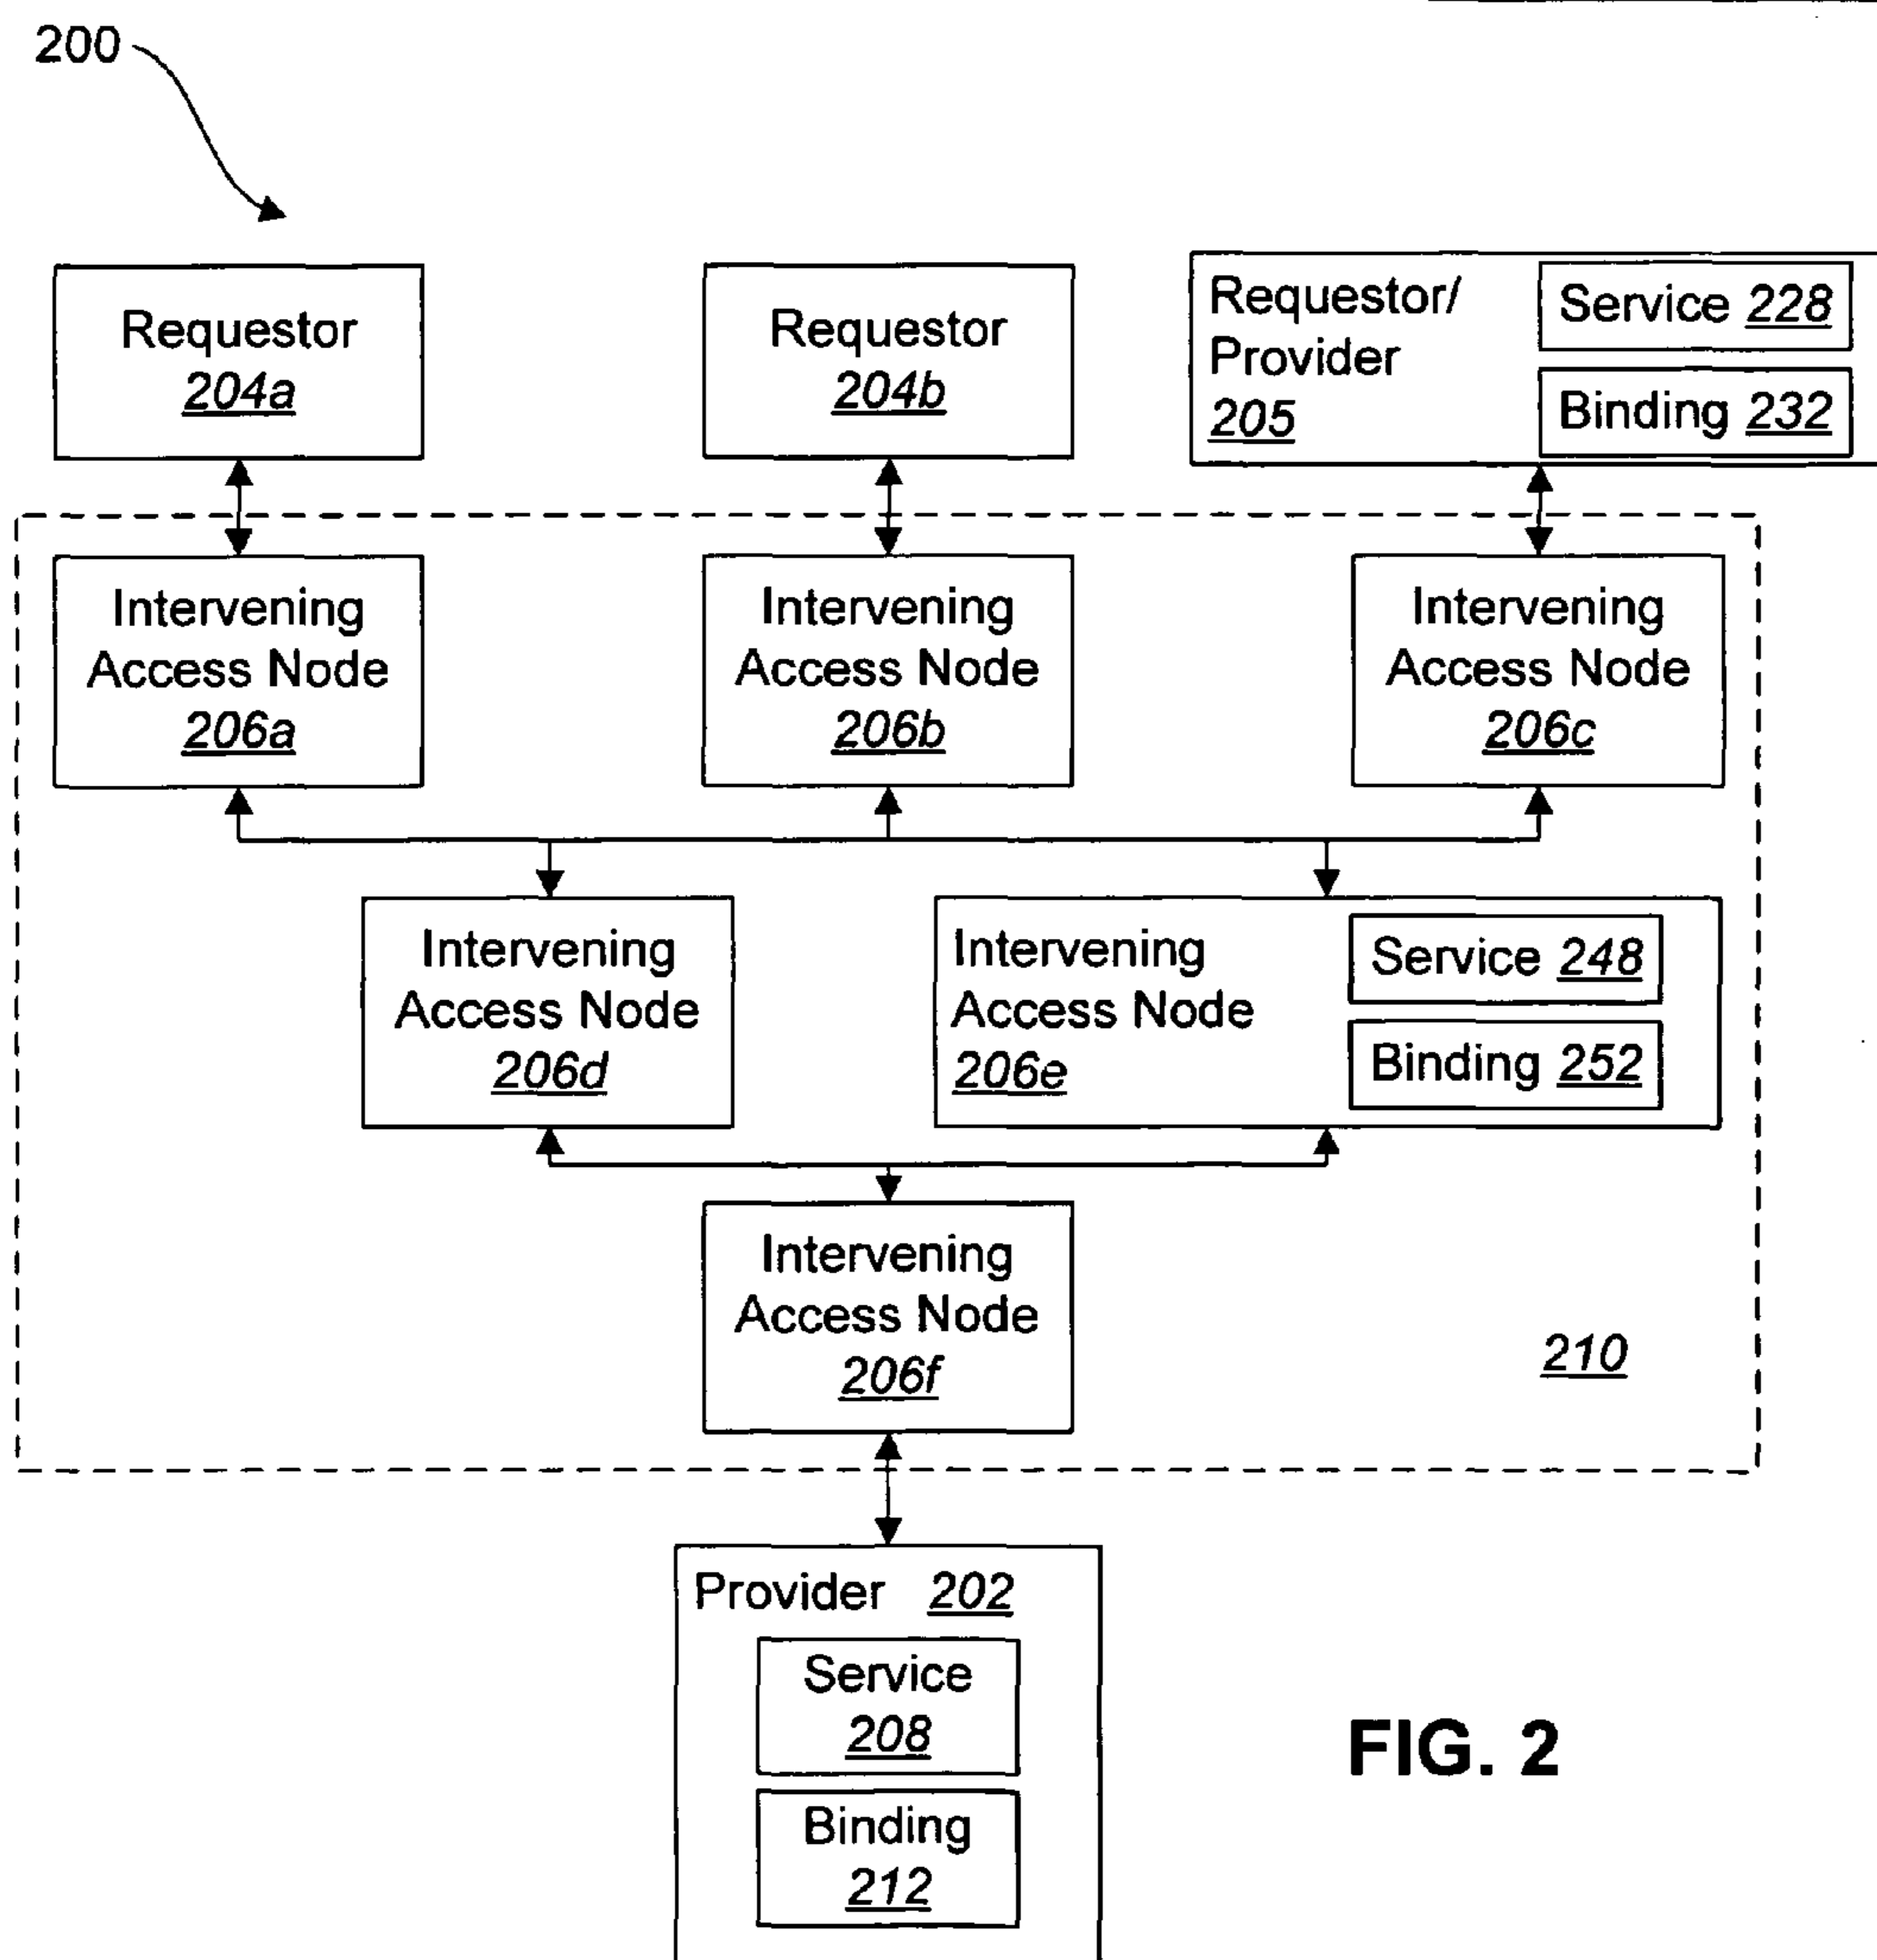 200
Requestor
204a
Requestor
204b
Requestor/
Provider
205
Service 228
Binding 232
Intervening
Access Node
206a
Intervening
Access Node
206b
Intervening
Access Node
206c
Intervening
Access Node
206d
Intervening
Access Node
206e
Service 248
Binding 252
Intervening
Access Node
206f
210
Provider 202
Service
208
Binding
212
FIG. 2